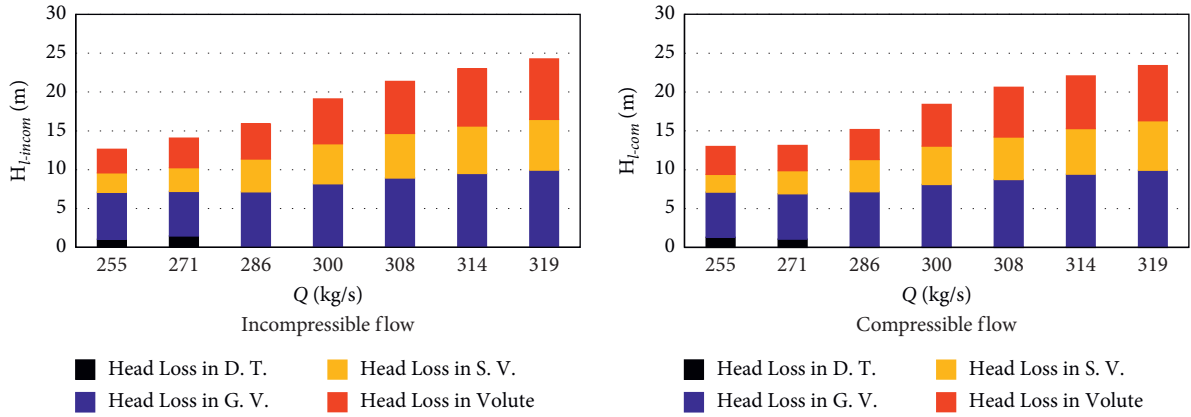 H_{l-incom} (m)
30
25
20
15
10
5
0
255 271 286 300 308 314 319
Q (kg/s)
Incompressible flow
Head Loss in D. T.
Head Loss in S. V.
Head Loss in G. V.
Head Loss in Volute
H_{l-com} (m)
30
25
20
15
10
5
0
255 271 286 300 308 314 319
Q (kg/s)
Compressible flow
Head Loss in D. T.
Head Loss in S. V.
Head Loss in G. V.
Head Loss in Volute